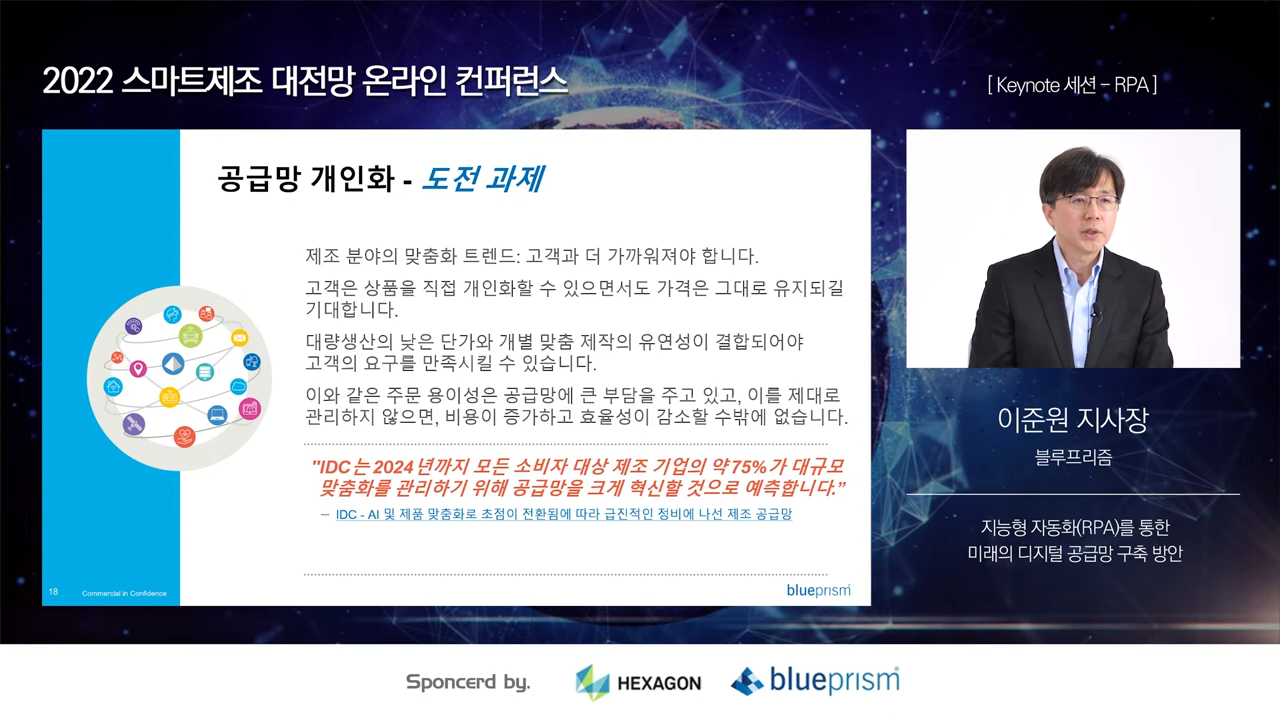 2022 스마트제조 대전망 온라인 컨퍼런스
[ Keynote 세션 – RPA ]
공급망 개인화 - 도전 과제
제조 분야의 맞춤화 트렌드: 고객과 더 가까워져야 합니다.
고객은 상품을 직접 개인화할 수 있으면서도 가격은 그대로 유지되길
기대합니다.
대량생산의 낮은 단가와 개별 맞춤 제작의 유연성이 결합되어야
고객의 요구를 만족시킬 수 있습니다.
이와 같은 주문 용이성은 공급망에 큰 부담을 주고 있고, 이를 제대로
관리하지 않으면, 비용이 증가하고 효율성이 감소할 수밖에 없습니다.
"IDC는 2024년까지 모든 소비자 대상 제조 기업의 약 75%가 대규모
맞춤화를 관리하기 위해 공급망을 크게 혁신할 것으로 예측합니다.”
– IDC - AI 및 제품 맞춤화로 초점이 전환됨에 따라 급진적인 정비에 나선 제조 공급망
18 Commercial in Confidence
blueprism
이준원 지사장
블루프리즘
지능형 자동화(RPA)를 통한
미래의 디지털 공급망 구축 방안
Sponcerd by.
HEXAGON
blueprism